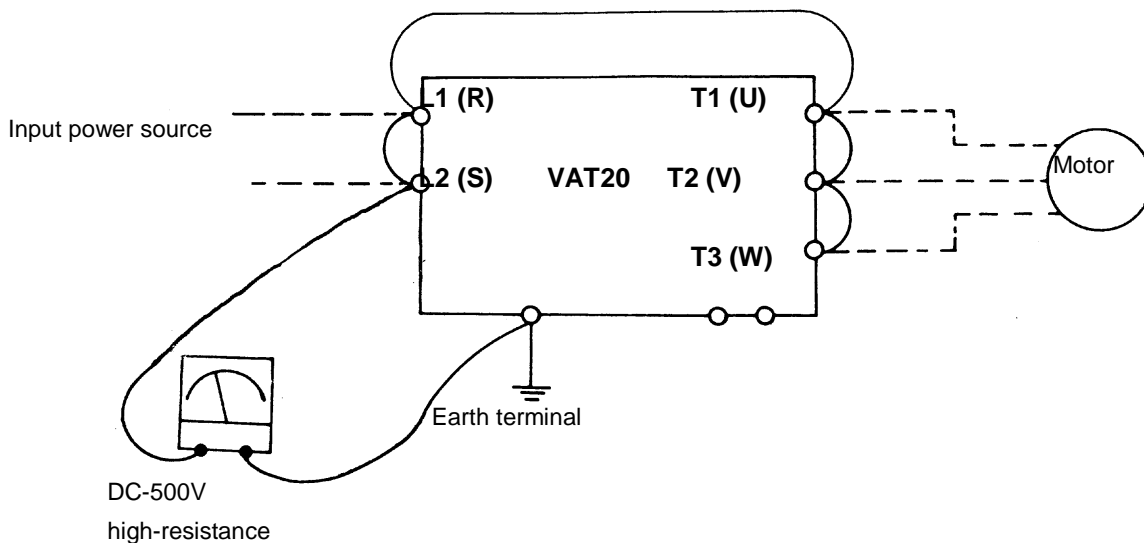 L1 (R)
T1 (U)
Input power source
L2 (S)
VAT20
T2 (V)
Motor
T3 (W)
Earth terminal
DC-500V
high-resistance